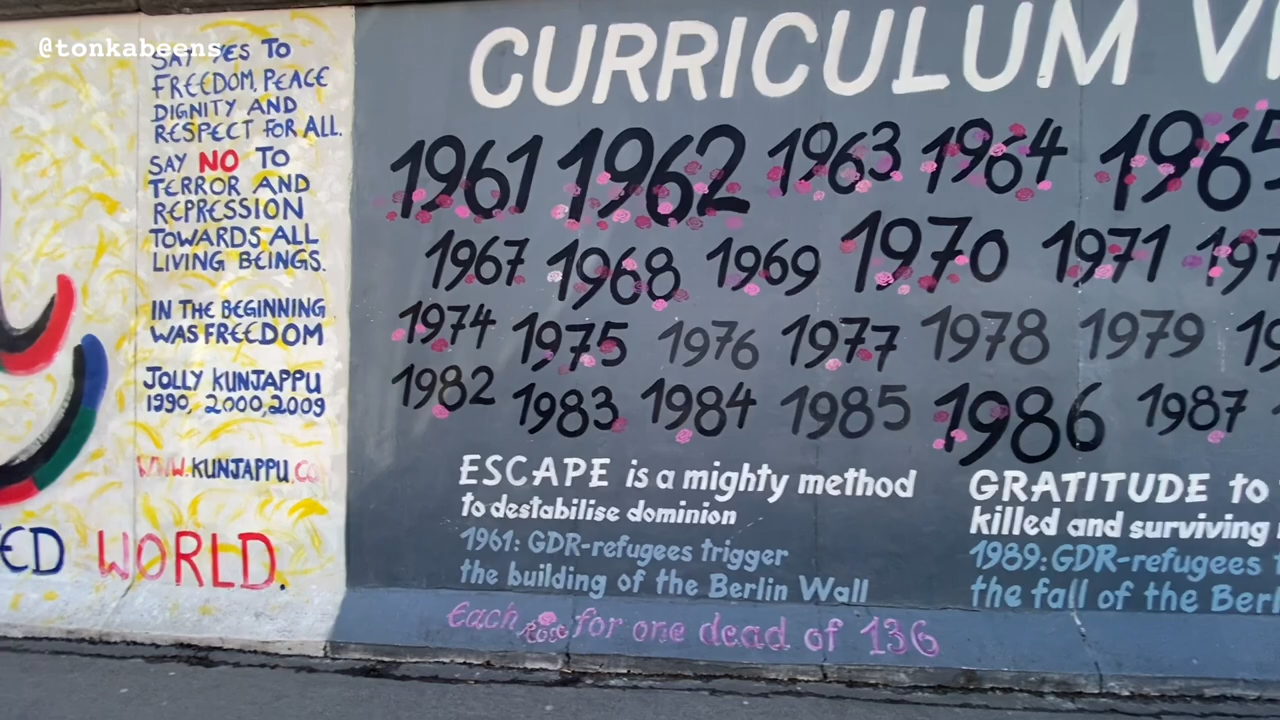 @tonkabeens
SAY YES TO
FREEDOM, PEACE
DIGNITY AND
RESPECT FOR ALL.
SAY NO TO
TERROR AND
REPRESSION
TOWARDS ALL
LIVING BEINGS.
IN THE BEGINNING
WAS FREEDOM
JOLLY KUNJAPPU
1990, 2000,2009
WWW.KUNJAPPU.CO
ED WORLD.
CURRICULUM VI
1961 1962 1963 1964 1965
1967 1968 1969 1970 1971 197
1974 1975 1976 1977 1978 1979 19
1982 1983 1984 1985 1986 1987
ESCAPE is a mighty method
to destabilise dominion
1961: GDR-refugees trigger
the building of the Berlin Wall
GRATITUDE to
killed and surviving
1989: GDR-refugees
the fall of the Berl
Each Rose for one dead of 136